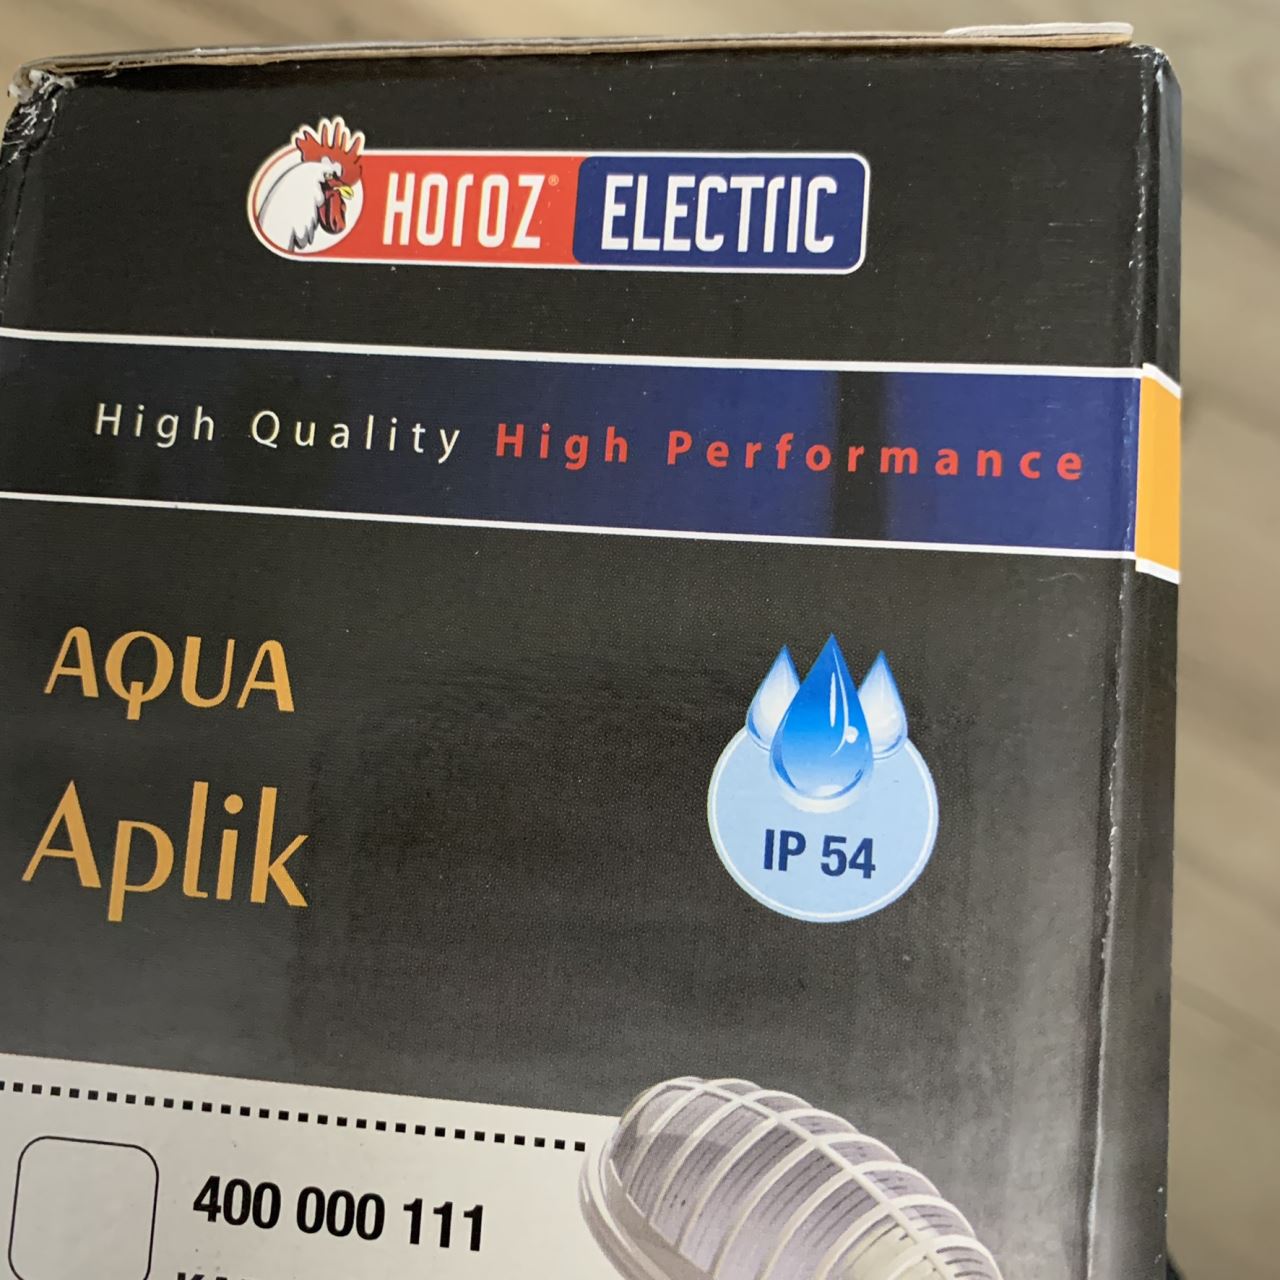 HOROZ® ELECTRIC
High Quality High Performance
AQUA
Aplik
IP 54
400 000 111